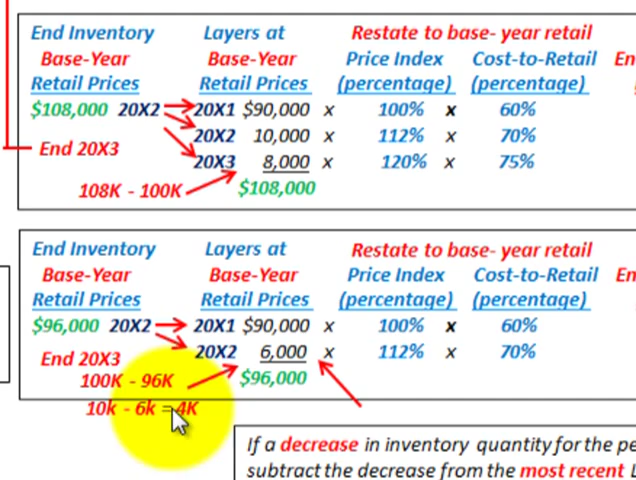 End Inventory Layers at Restate to base- year retail
Base-Year Base-Year Price Index Cost-to-Retail En
Retail Prices Retail Prices (percentage) (percentage)
$108,000 20X2 20X1 $90,000 x 100% x 60%
20X2 10,000 x 112% x 70%
End 20X3
20X3 8,000 x 120% x 75%
108K - 100K $108,000
End Inventory Layers at Restate to base- year retail
Base-Year Base-Year Price Index Cost-to-Retail En
Retail Prices Retail Prices (percentage) (percentage)
$96,000 20X2 20X1 $90,000 x 100% x 60%
20X2 6,000 x 112% x 70%
End 20X3
100K - 96K $96,000
10k - 6k = 4K
If a decrease in inventory quantity for the pe
subtract the decrease from the most recent